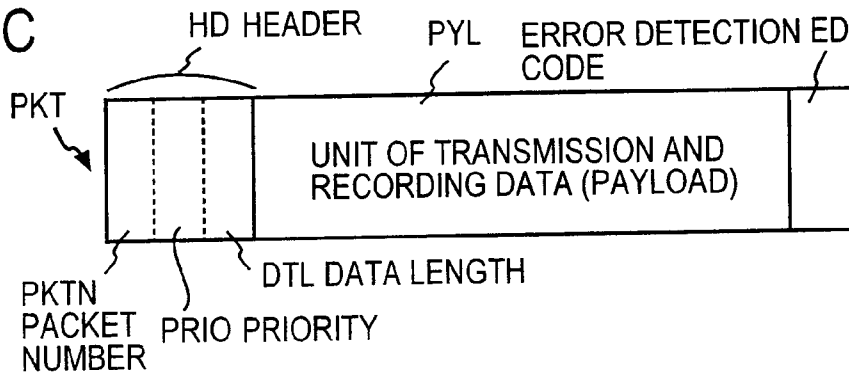 C
HD HEADER
PYL
ERROR DETECTION ED
CODE
PKT
UNIT OF TRANSMISSION AND
RECORDING DATA (PAYLOAD)
DTL DATA LENGTH
PKTN
PACKET
NUMBER
PRIO PRIORITY